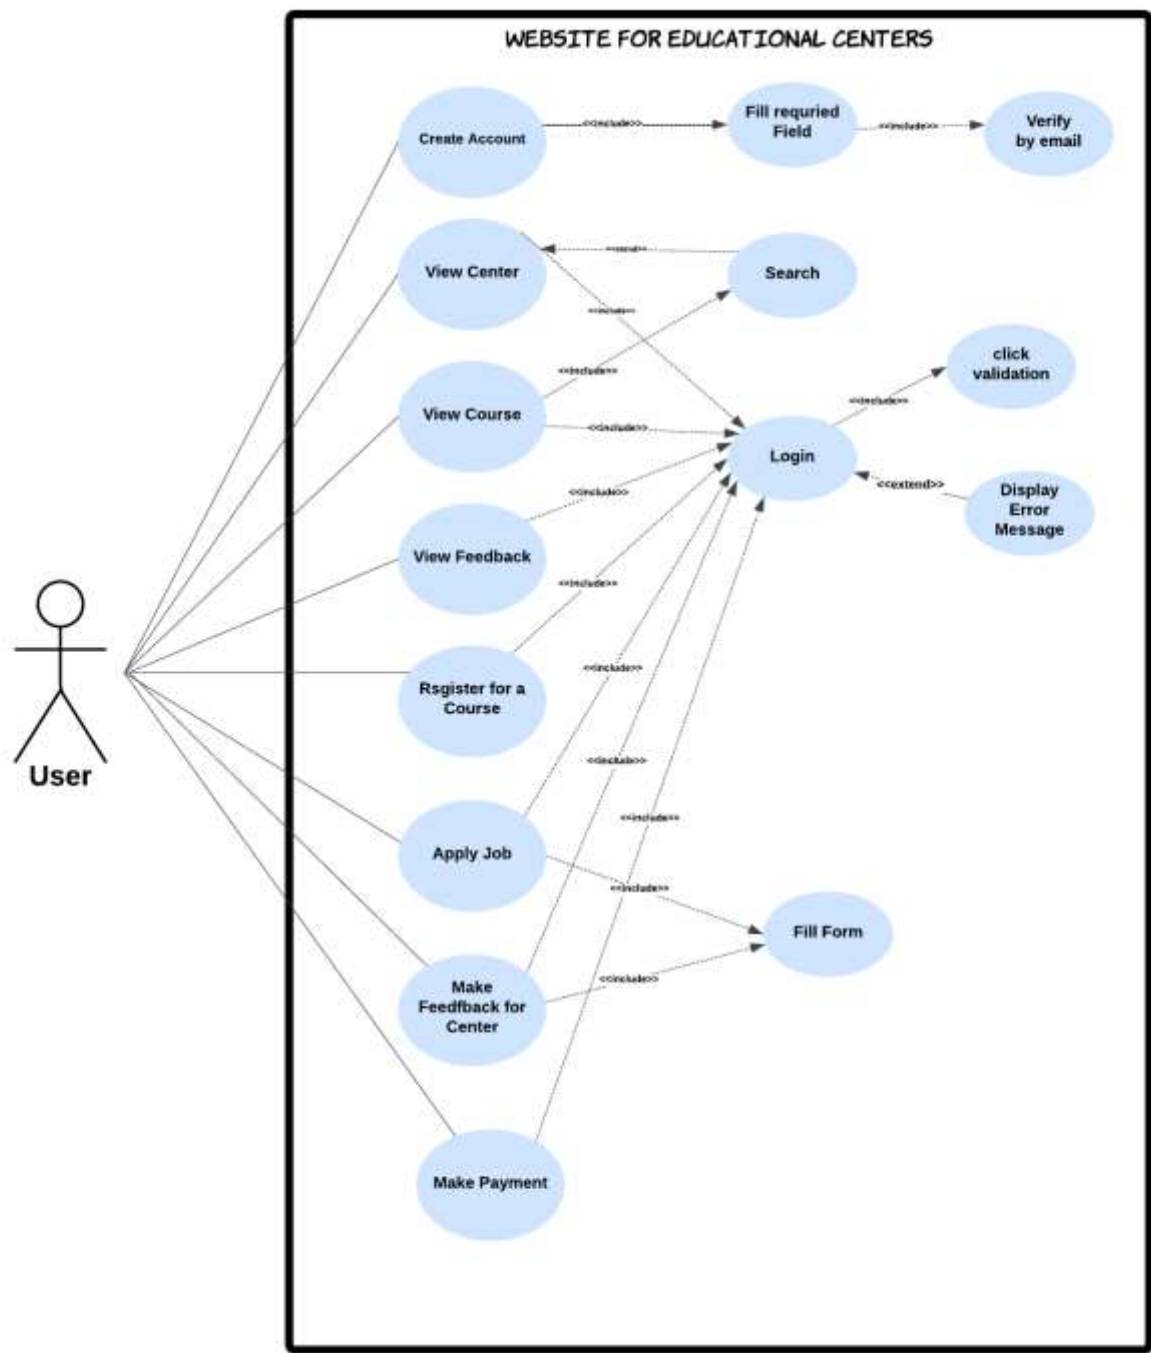 WEBSITE FOR EDUCATIONAL CENTERS
Create Account
<<include>>
Fill requried
Field
<<include>>
Verify
by email
View Center
Search
<<include>>
View Course
<<include>>
<<include>>
click
validation
<<include>>
Login
<<extend>>
Display
Error
Message
View Feedback
<<include>>
<<include>>
Rsgister for a
Course
<<include>>
User
<<include>>
<<include>>
Apply Job
<<include>>
Fill Form
Make
Feedfback for
Center
<<include>>
Make Payment